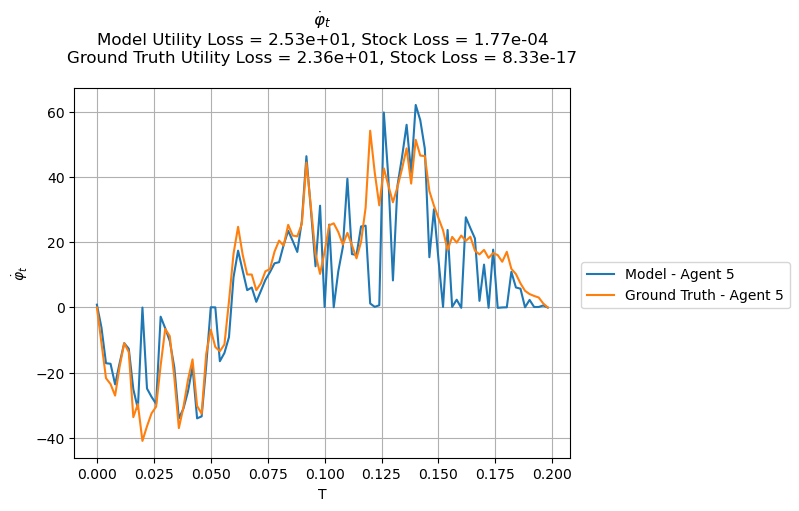 φ̇ₜ
Model Utility Loss = 2.53e+01, Stock Loss = 1.77e-04
Ground Truth Utility Loss = 2.36e+01, Stock Loss = 8.33e-17
60
40
20
0
−20
−40
φ̇ₜ
0.000
0.025
0.050
0.075
0.100
0.125
0.150
0.175
0.200
T
Model - Agent 5
Ground Truth - Agent 5